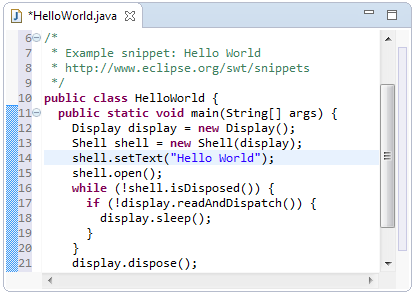 *HelloWorld.java
6 /*
7  * Example snippet: Hello World
8  * http://www.eclipse.org/swt/snippets
9  */
10 public class HelloWorld {
11   public static void main(String[] args) {
12     Display display = new Display();
13     Shell shell = new Shell(display);
14     shell.setText("Hello World");
15     shell.open();
16     while (!shell.isDisposed()) {
17       if (!display.readAndDispatch()) {
18         display.sleep();
19       }
20     }
21     display.dispose();